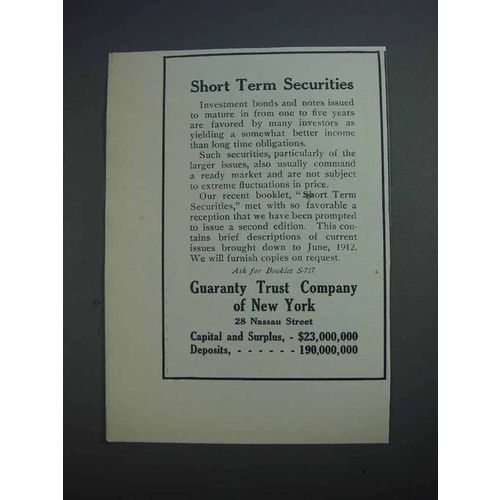 Short Term Securities
Investment bonds and notes issued
to mature in from one to five years
are favored by many investors as
yielding a somewhat better income
than long time obligations.
Such securities, particularly of the
larger issues, also usually command
a ready market and are not subject
to extreme fluctuations in price.
Our recent booklet, "Short Term
Securities," met with so favorable a
reception that we have been prompted
to issue a second edition. This con-
tains brief descriptions of current
issues brought down to June, 1912.
We will furnish copies on request.
Ask for Booklet S-717
Guaranty Trust Company
of New York
28 Nassau Street
Capital and Surplus, - $23,000,000
Deposits, - - - - - - 190,000,000